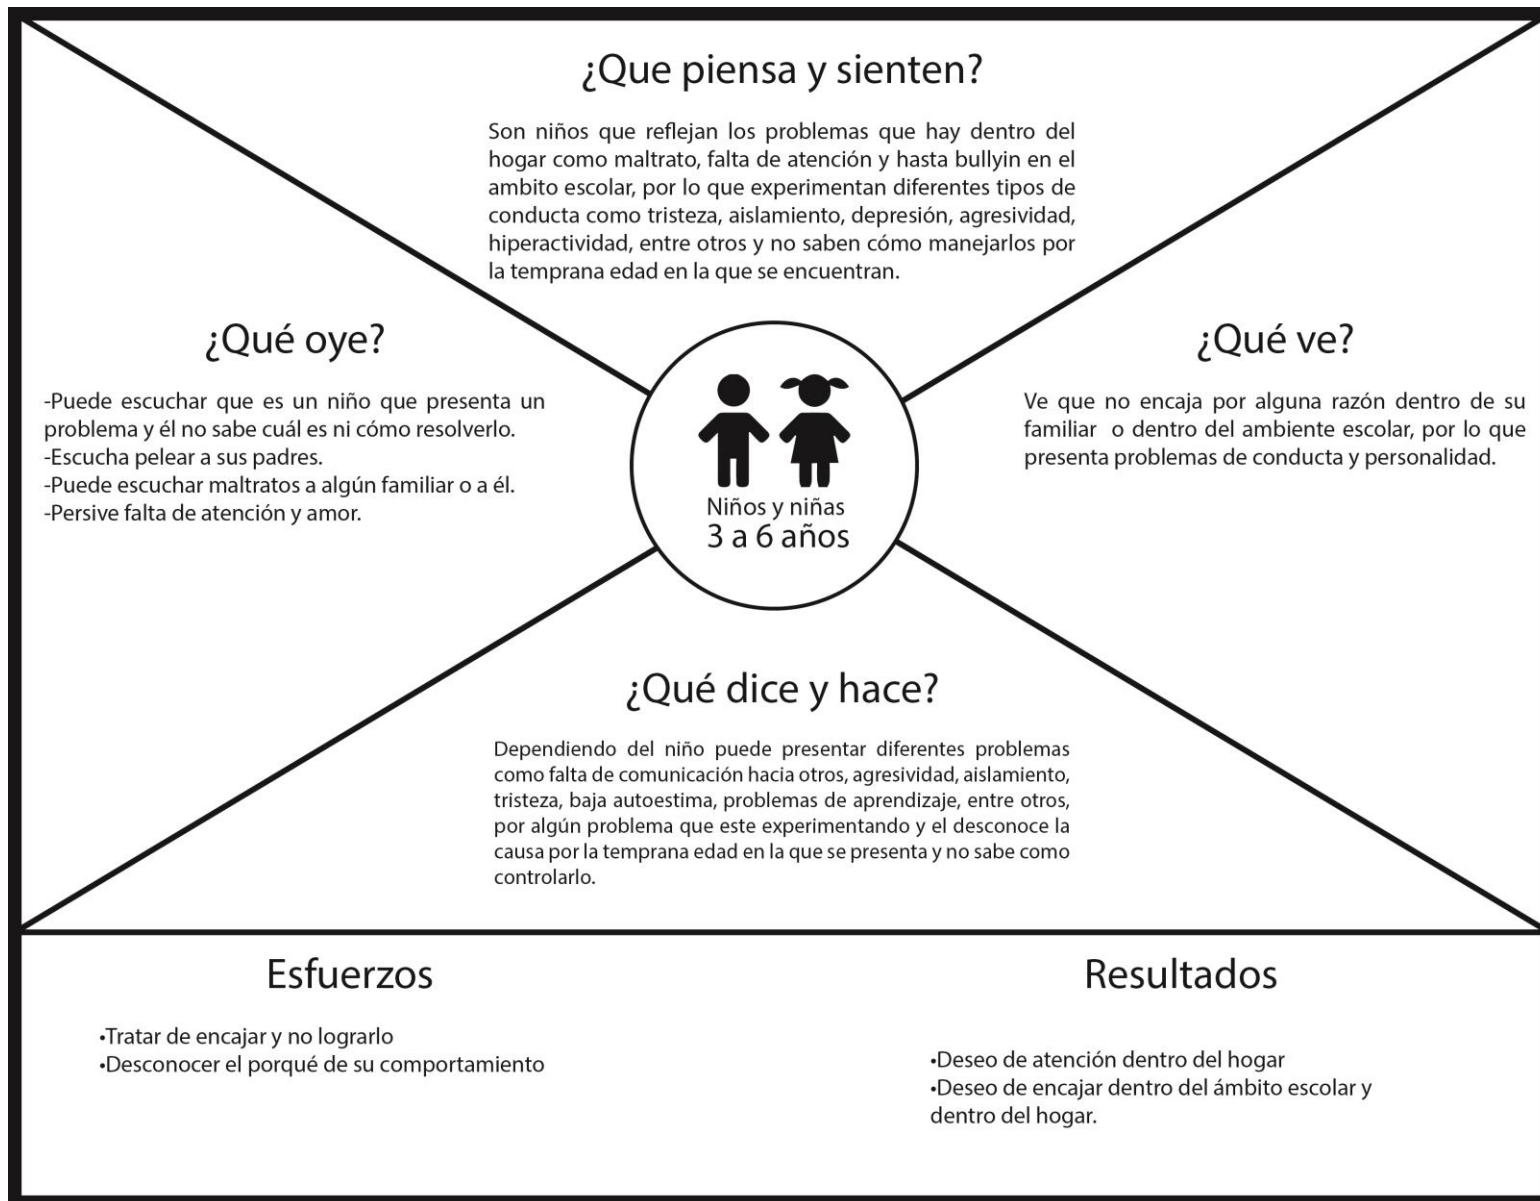 ¿Que piensa y sienten?
Son niños que reflejan los problemas que hay dentro del
hogar como maltrato, falta de atención y hasta bullyin en el
ambito escolar, por lo que experimentan diferentes tipos de
conducta como tristeza, aislamiento, depresión, agresividad,
hiperactividad, entre otros y no saben cómo manejarlos por
la temprana edad en la que se encuentran.
¿Qué oye?
-Puede escuchar que es un niño que presenta un
problema y él no sabe cuál es ni cómo resolverlo.
-Escucha pelear a sus padres.
-Puede escuchar maltratos a algún familiar o a él.
-Persive falta de atención y amor.
Niños y niñas
3 a 6 años
¿Qué ve?
Ve que no encaja por alguna razón dentro de su
familiar o dentro del ambiente escolar, por lo que
presenta problemas de conducta y personalidad.
¿Qué dice y hace?
Dependiendo del niño puede presentar diferentes problemas
como falta de comunicación hacia otros, agresividad, aislamiento,
tristeza, baja autoestima, problemas de aprendizaje, entre otros,
por algún problema que este experimentando y el desconoce la
causa por la temprana edad en la que se presenta y no sabe como
controlarlo.
Esfuerzos
•Tratar de encajar y no lograrlo
•Desconocer el porqué de su comportamiento
Resultados
•Deseo de atención dentro del hogar
•Deseo de encajar dentro del ámbito escolar y
dentro del hogar.